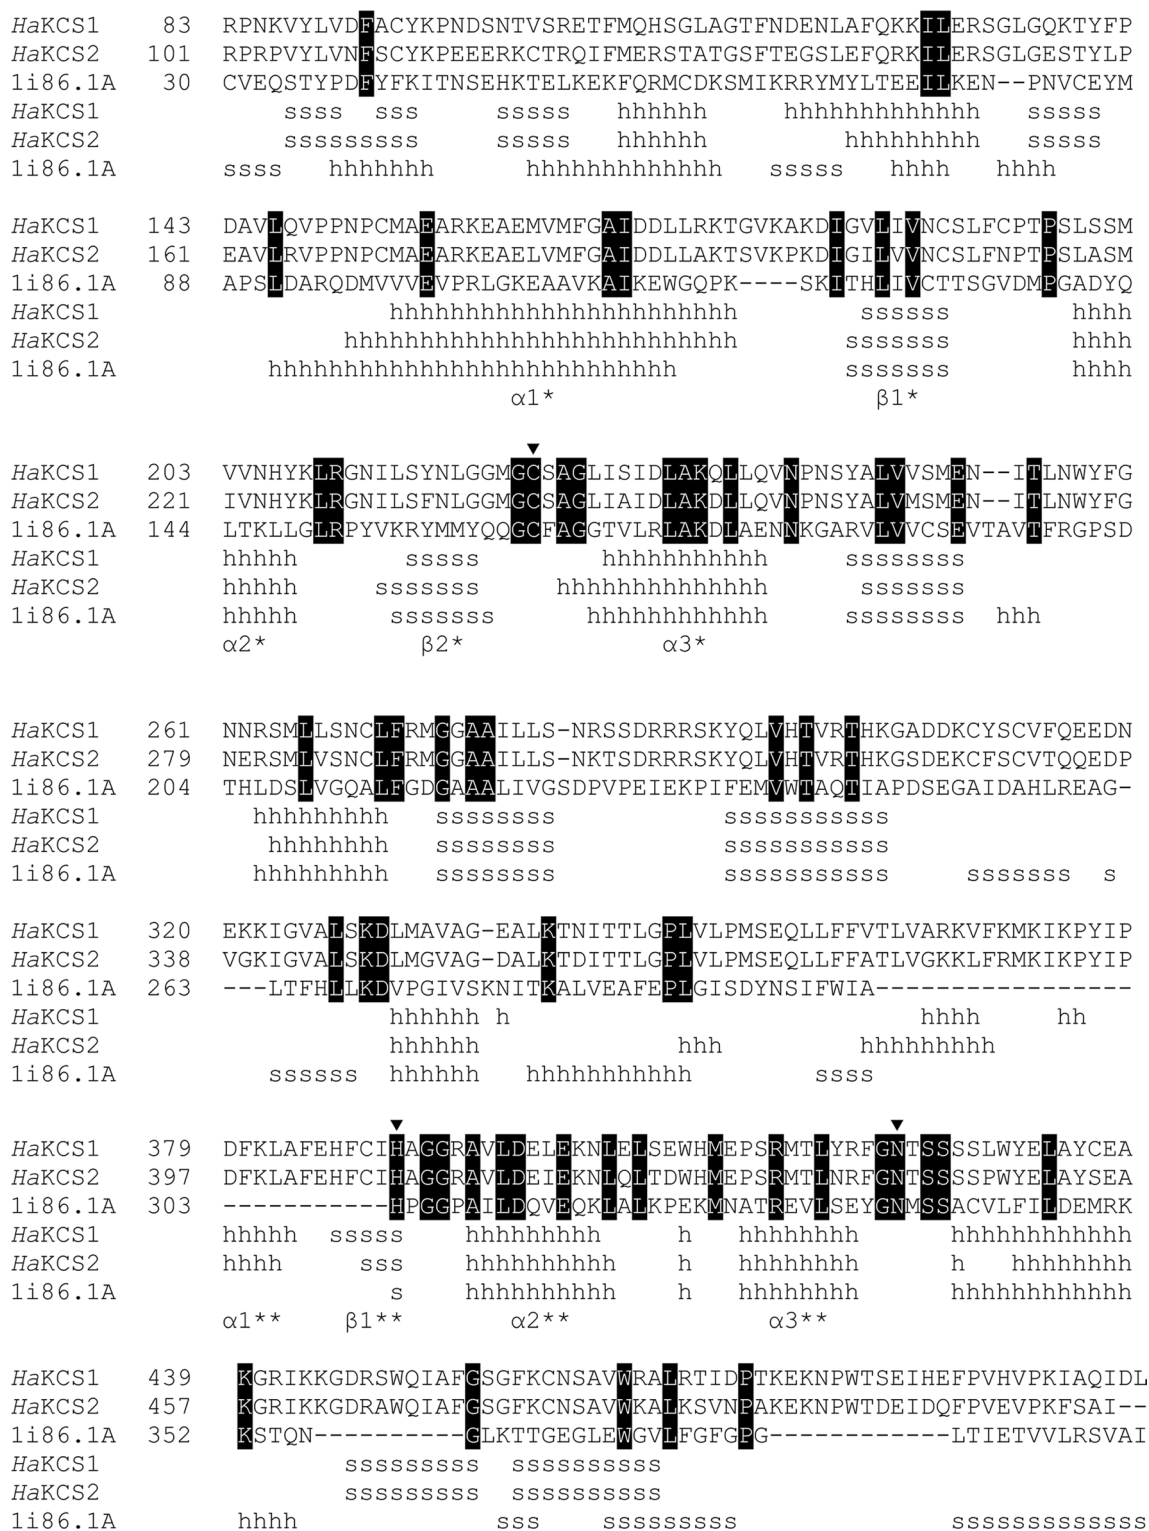 HaKCS1 83 RPNKVYLVDFACYKPNDSNTVSRETFMQHSGLAGTFNDENLAFQKKILERSGLGQKTYFP
HaKCS2 101 RPRPVYLVNFSCYKPEEERKCTRQIFMERSTATGSFTEGSLEFQRKILERSGLGESTYLP
1i86.1A 30 CVEQSTYPDFYFKITNSEHKTELKEKFQRMCDKSMIKRRYMYLTEEILKEN--PNVCEYM
HaKCS1 ssss sss sssss hhhhhh hhhhhhhhhhhhh sssss
HaKCS2 sssssssss sssss hhhhhh hhhhhhhhh sssss
1i86.1A ssss hhhhhhh hhhhhhhhhhhhh sssss hhhh hhhh
HaKCS1 143 DAVLQVPPNPCMAEARKEAEMVMFGAIDDLLRKTGVKAKDIGVLIVNCSLFCPTPSLSSM
HaKCS2 161 EAVLRVPPNPCMAEARKEAELVMFGAIDDLLAKTSVKPKDIGILVVNCSLFNPTPSLASM
1i86.1A 88 APSLDARQDMVVVEVPRLGKEAAVKAIKEWGQPK----SKITHLIVCTTSGVDMPGADYQ
HaKCS1 hhhhhhhhhhhhhhhhhhhhhhh ssssss hhhh
HaKCS2 hhhhhhhhhhhhhhhhhhhhhhhhhh sssssss hhhh
1i86.1A hhhhhhhhhhhhhhhhhhhhhhhhhhh sssssss hhhh
α1* β1*
▼
HaKCS1 203 VVNHYKLRGNILSYNLGGMGCSAGLISIDLAKQLLQVNPNSYALVVSMEN--ITLNWYFG
HaKCS2 221 IVNHYKLRGNILSFNLGGMGCSAGLIAIDLAKDLLQVNPNSYALVMSMEN--ITLNWYFG
1i86.1A 144 LTKLLGLRPYVKRYMMYQQGCFAGGTVLRLAKDLAENNKGARVLVVCSEVTAVTFRGPSD
HaKCS1 hhhhh sssss hhhhhhhhhhh ssssssss
HaKCS2 hhhhh sssssss hhhhhhhhhhhhhh sssssss
1i86.1A hhhhh sssssss hhhhhhhhhhhh ssssssss hhh
α2* β2* α3*
HaKCS1 261 NNRSMLLSNCLFRMGGAAILLS-NRSSDRRRSKYQLVHTVRTHKGADDKCYSCVFQEEDN
HaKCS2 279 NERSMLVSNCLFRMGGAAILLS-NKTSDRRRSKYQLVHTVRTHKGSDEKCFSCVTQQEDP
1i86.1A 204 THLDSLVGQALFGDGAAALIVGSDPVPEIEKPIFEMVWTAQTIAPDSEGAIDAHLREAG-
HaKCS1 hhhhhhhhh ssssssss sssssssssss
HaKCS2 hhhhhhhh ssssssss sssssssssss
1i86.1A hhhhhhhhh ssssssss sssssssssss sssssss s
HaKCS1 320 EKKIGVALSKDLMAVAG-EALKTNITTLGPLVLPMSEQLLFFVTLVARKVFKMKIKPYIP
HaKCS2 338 VGKIGVALSKDLMGVAG-DALKTDITTLGPLVLPMSEQLLFFATLVGKKLFRMKIKPYIP
1i86.1A 263 ---LTFHLLKDVPGIVSKNITKALVEAFEPLGISDYNSIFWIA-----------------
HaKCS1 hhhhhh h hhhh hh
HaKCS2 hhhhhh hhh hhhhhhhhh
1i86.1A ssssss hhhhhh hhhhhhhhhhh ssss
▼ ▼
HaKCS1 379 DFKLAFEHFCIHAGGRAVLDELEKNLELSEWHMEPSRMTLYRFGNTSSSSLWYELAYCEA
HaKCS2 397 DFKLAFEHFCIHAGGRAVLDEIEKNLQLTDWHMEPSRMTLNRFGNTSSSSPWYELAYSEA
1i86.1A 303 -----------HPGGPAILDQVEQKLALKPEKMNATREVLSEYGNMSSACVLFILDEMRK
HaKCS1 hhhhh sssss hhhhhhhhh h hhhhhhhh hhhhhhhhhhhh
HaKCS2 hhhh sss hhhhhhhhhh h hhhhhhhh h hhhhhhhh
1i86.1A s hhhhhhhhhh h hhhhhhhh hhhhhhhhhhhh
α1** β1** α2** α3**
HaKCS1 439 KGRIKKGDRSWQIAFGSGFKCNSAVWRALRTIDPTKEKNPWTSEIHEFPVHVPKIAQIDL
HaKCS2 457 KGRIKKGDRAWQIAFGSGFKCNSAVWKALKSVNPAKEKNPWTDEIDQFPVEVPKFSAI--
1i86.1A 352 KSTQN----------GLKTTGEGLEWGVLFGFGPG------------LTIETVVLRSVAI
HaKCS1 sssssssss ssssssssss
HaKCS2 sssssssss ssssssssss
1i86.1A hhhh sss sssssssss sssssssssssss